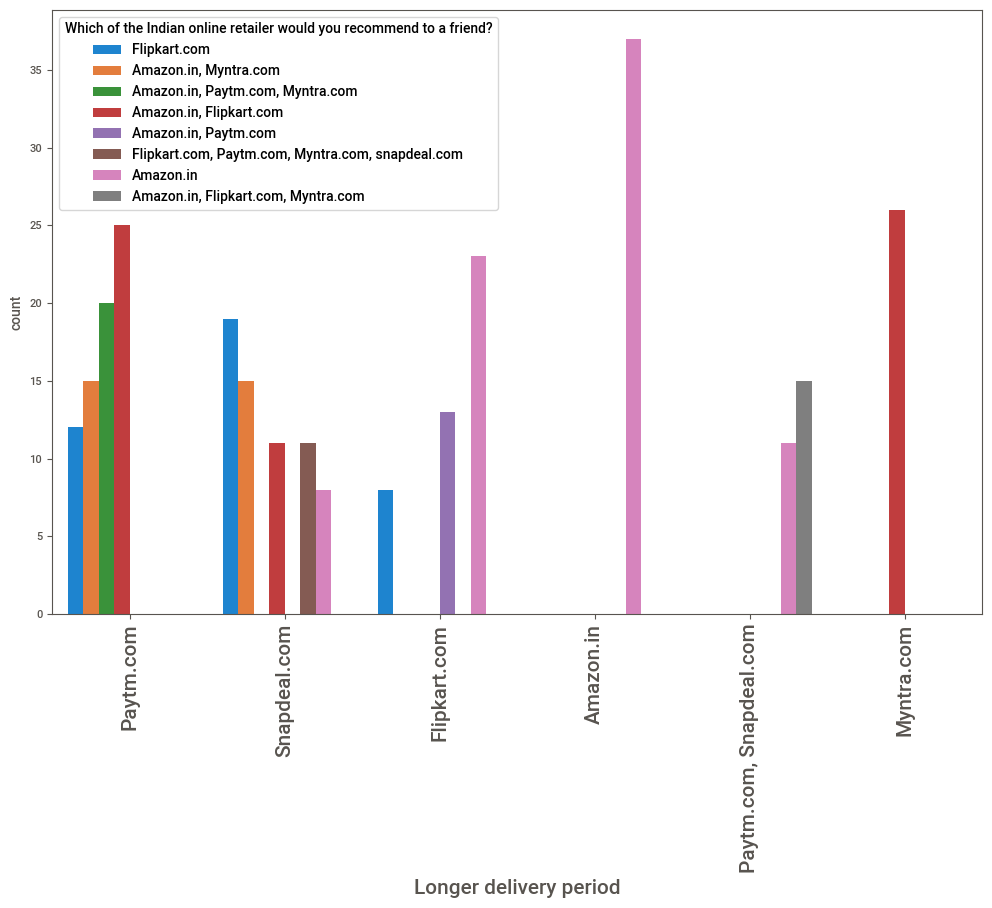 Which of the Indian online retailer would you recommend to a friend?
Flipkart.com
Amazon.in, Myntra.com
Amazon.in, Paytm.com, Myntra.com
Amazon.in, Flipkart.com
Amazon.in, Paytm.com
Flipkart.com, Paytm.com, Myntra.com, snapdeal.com
Amazon.in
Amazon.in, Flipkart.com, Myntra.com
35
30
25
20
15
10
5
0
count
Paytm.com
Snapdeal.com
Flipkart.com
Amazon.in
Paytm.com, Snapdeal.com
Myntra.com
Longer delivery period